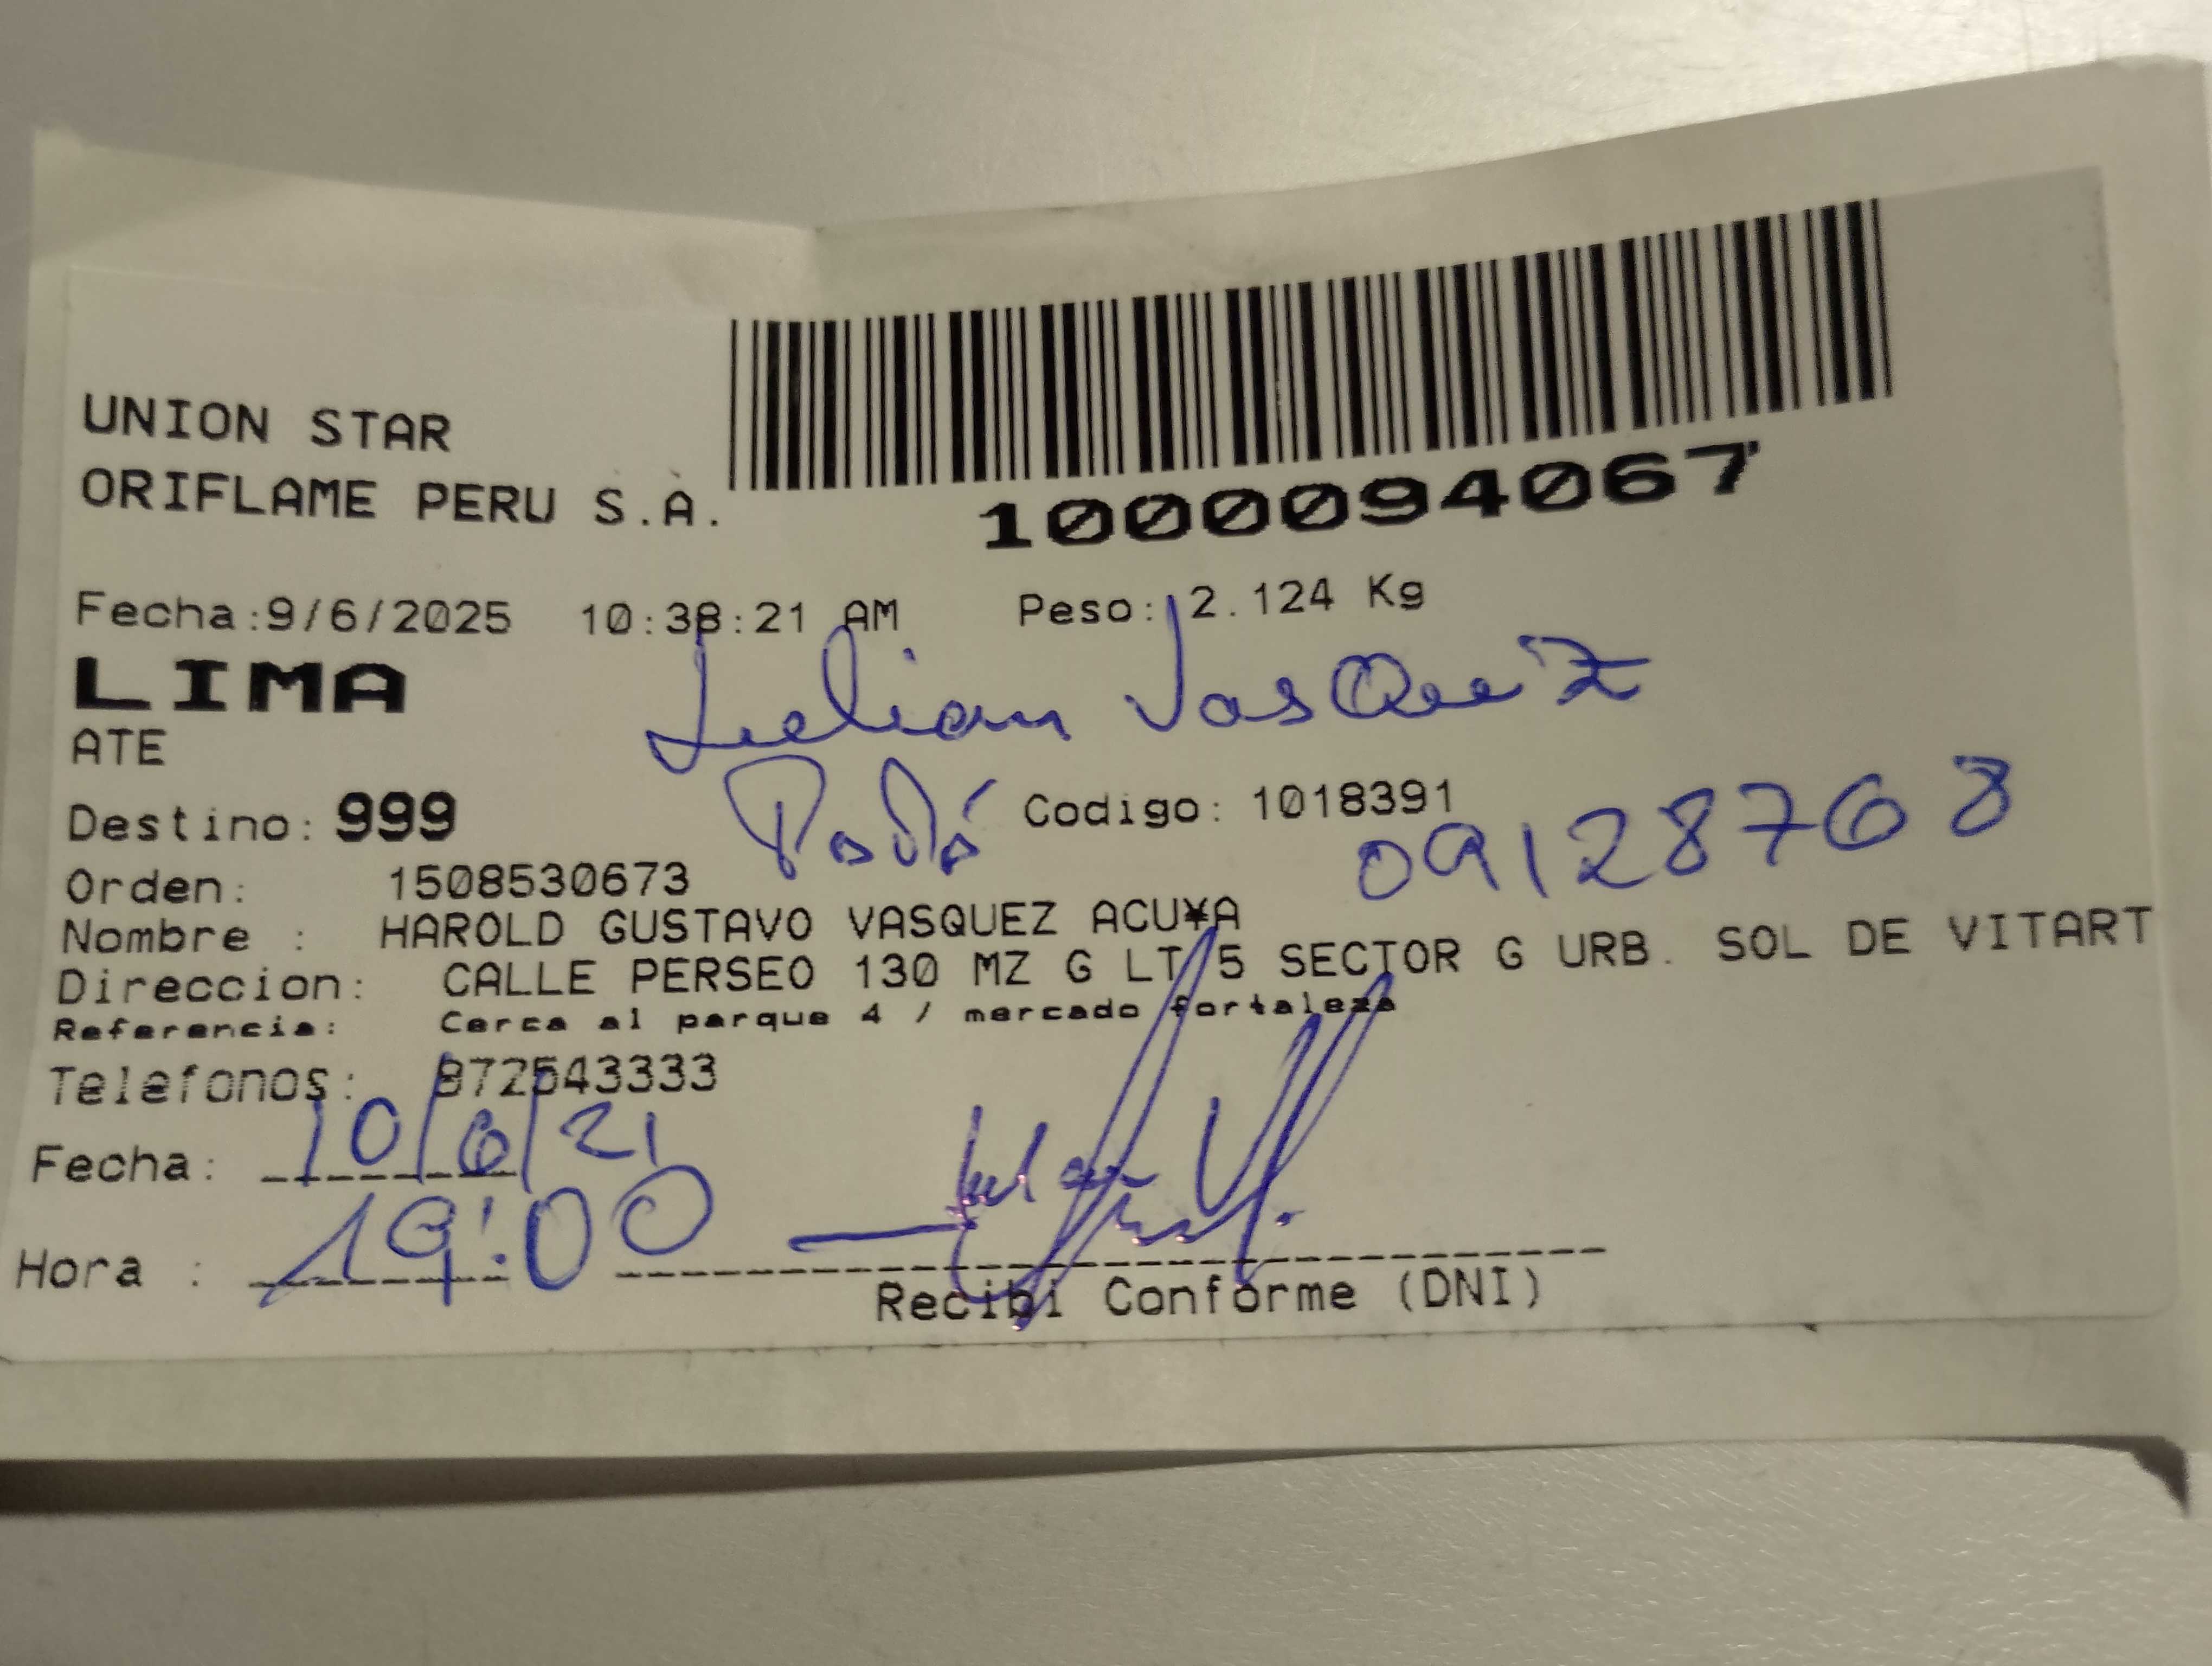 UNION STAR
ORIFLAME PERU S.A.
1000094067
Fecha:9/6/2025 10:38:21 AM Peso: 2.124 Kg
LIMA
Julian VasQuez
ATE
PaPá
Destino: 999 Codigo: 1018391
09128768
Orden: 1508530673
Nombre : HAROLD GUSTAVO VASQUEZ ACU¥A
Direccion: CALLE PERSEO 130 MZ G LT 5 SECTOR G URB. SOL DE VITART
Referencia: Cerca al parque 4 / mercado fortaleza
Telefonos: 972543333
Fecha: 10/6/21
Hora : 19:00
Recibi Conforme (DNI)